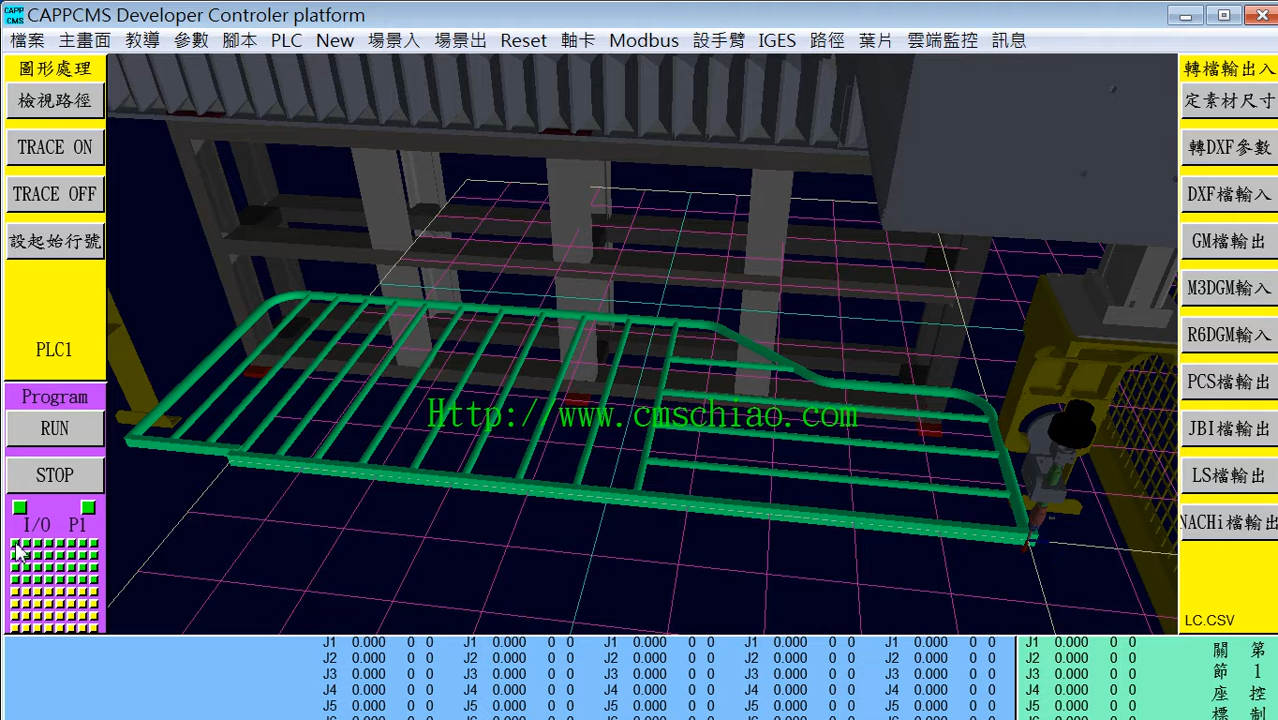 CAPP CMS CAPPCMS Developer Controler platform
檔案 主畫面 教導 參數 腳本 PLC New 場景入 場景出 Reset 軸卡 Modbus 設手臂 IGES 路徑 葉片 雲端監控 訊息
圖形處理
檢視路徑
TRACE ON
TRACE OFF
設起始行號
PLC1
Program
RUN
STOP
I/O P1
Http://www.cmschiao.com
轉檔輸出入
定素材尺寸
轉DXF參數
DXF檔輸入
GM檔輸出
M3DGM輸入
R6DGM輸入
PCS檔輸出
JBI檔輸出
LS檔輸出
NACHi檔輸出
LC.CSV
J1 0.000 0 0 J1 0.000 0 0 J1 0.000 0 0 J1 0.000 0 0 J1 0.000 0 0 J1 0.000 0 0
J2 0.000 0 0 J2 0.000 0 0 J2 0.000 0 0 J2 0.000 0 0 J2 0.000 0 0 J2 0.000 0 0
J3 0.000 0 0 J3 0.000 0 0 J3 0.000 0 0 J3 0.000 0 0 J3 0.000 0 0 J3 0.000 0 0
J4 0.000 0 0 J4 0.000 0 0 J4 0.000 0 0 J4 0.000 0 0 J4 0.000 0 0 J4 0.000 0 0
J5 0.000 0 0 J5 0.000 0 0 J5 0.000 0 0 J5 0.000 0 0 J5 0.000 0 0 J5 0.000 0 0
第1控制
關節座標